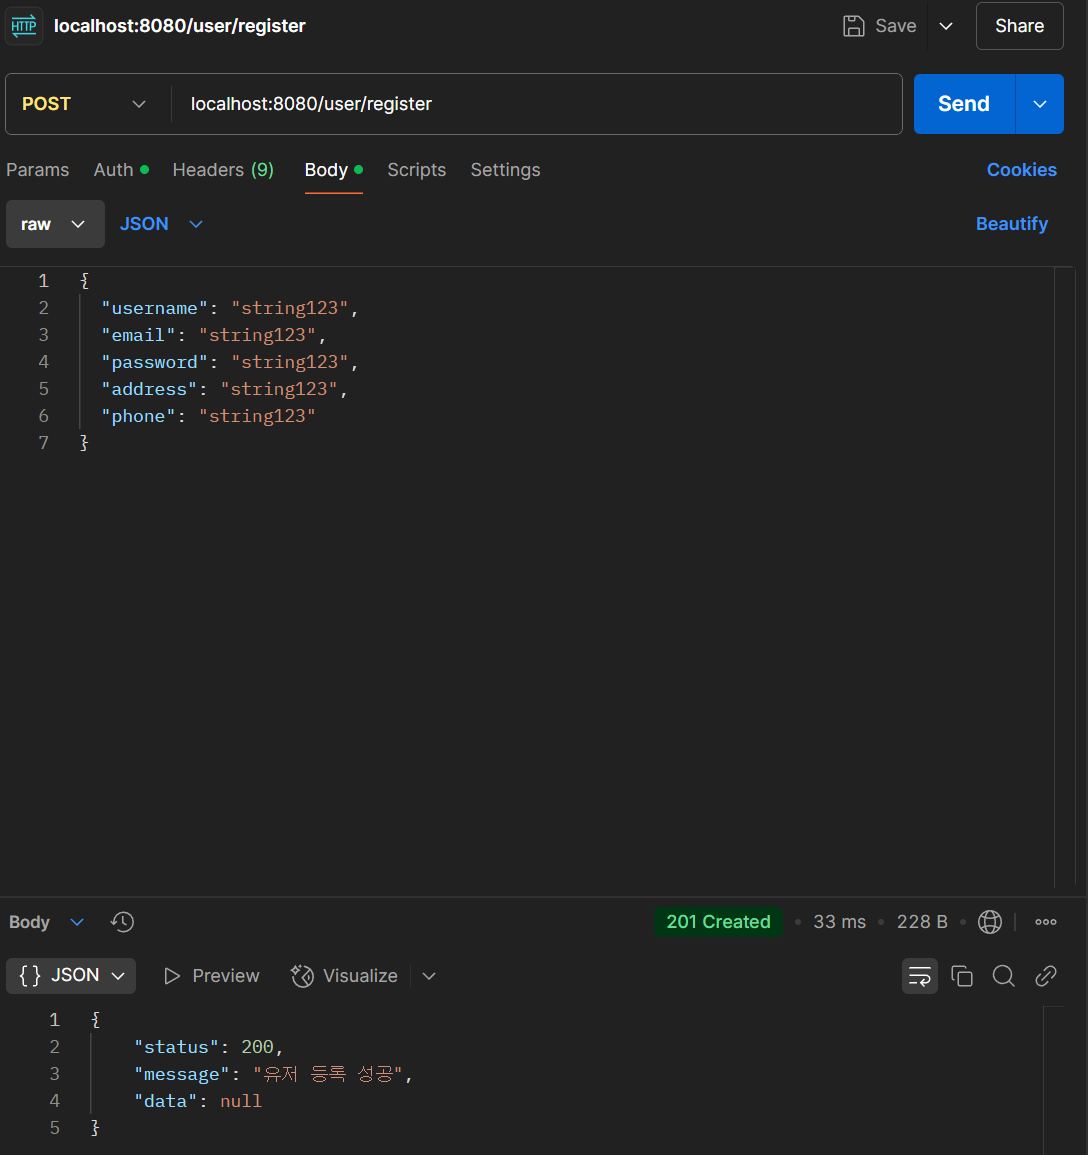 HTTP localhost:8080/user/register Save Share
POST localhost:8080/user/register Send
Params Auth Headers (9) Body Scripts Settings Cookies
raw JSON Beautify
1 {
2 "username": "string123",
3 "email": "string123",
4 "password": "string123",
5 "address": "string123",
6 "phone": "string123"
7 }
Body 201 Created 33 ms 228 B
{} JSON Preview Visualize
1 {
2 "status": 200,
3 "message": "유저 등록 성공",
4 "data": null
5 }